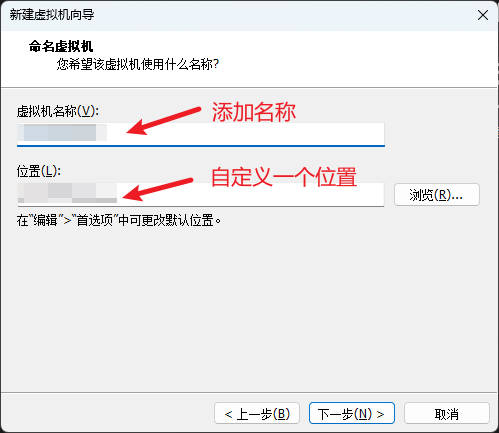 新建虚拟机向导
命名虚拟机
您希望该虚拟机使用什么名称?
虚拟机名称(V):
添加名称
位置(L):
自定义一个位置
浏览(R)...
在“编辑”>“首选项”中可更改默认位置。
< 上一步(B)
下一步(N) >
取消